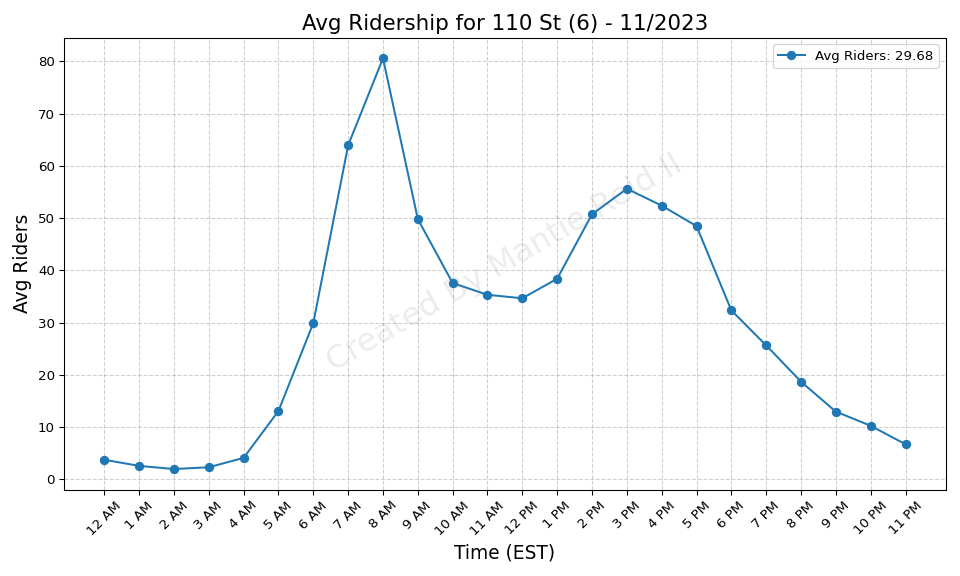 Avg Ridership for 110 St (6) - 11/2023
Avg Riders: 29.68
Avg Riders
80
70
60
50
40
30
20
10
0
Created By Mantle Reid II
12 AM
1 AM
2 AM
3 AM
4 AM
5 AM
6 AM
7 AM
8 AM
9 AM
10 AM
11 AM
12 PM
1 PM
2 PM
3 PM
4 PM
5 PM
6 PM
7 PM
8 PM
9 PM
10 PM
11 PM
Time (EST)